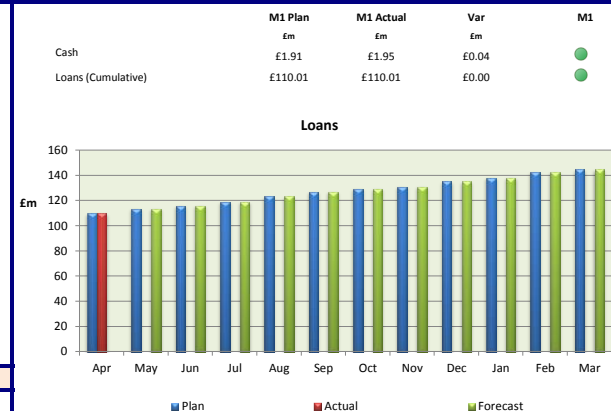 M1 Plan M1 Actual Var M1
£m £m £m
Cash £1.91 £1.95 £0.04
Loans (Cumulative) £110.01 £110.01 £0.00
Loans
160
140
£m
120
100
80
60
40
20
0
Apr May Jun Jul Aug Sep Oct Nov Dec Jan Feb Mar
Plan Actual Forecast